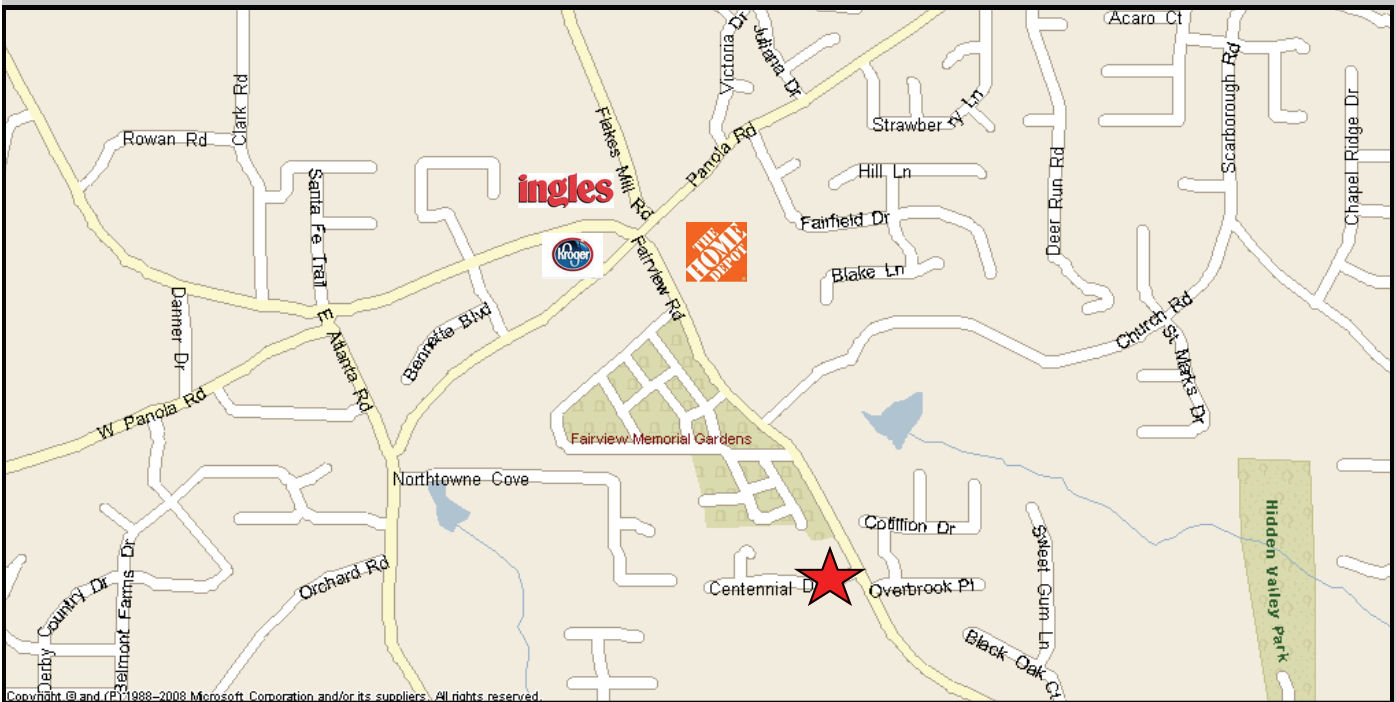 Acaro Ct
Victoria Dr
Juliana Dr
Clark Rd
Rowan Rd
Flakes Mill Rd
Panola Rd
Strawber
ry Ln
Scarborough Rd
Chapel Ridge Dr
Santa Fe Trail
ingles
Hill Ln
Deer Run Rd
Fairfield Dr
Kroger
THE
HOME
DEPOT
Fairview Rd
Blake Ln
Danner Dr
E Atlanta Rd
Bennette Blvd
Church Rd
St Marks Dr
W Panola Rd
Fairview Memorial Gardens
Northtowne Cove
Cotillion Dr
Sweet Gum Ln
Hidden Valley Park
Orchard Rd
Centennial D
Overbrook Pl
Derby Country Dr
Belmont Farms Dr
Black Oak Ct
Copyright © and (P) 1988–2008 Microsoft Corporation and/or its suppliers. All rights reserved.